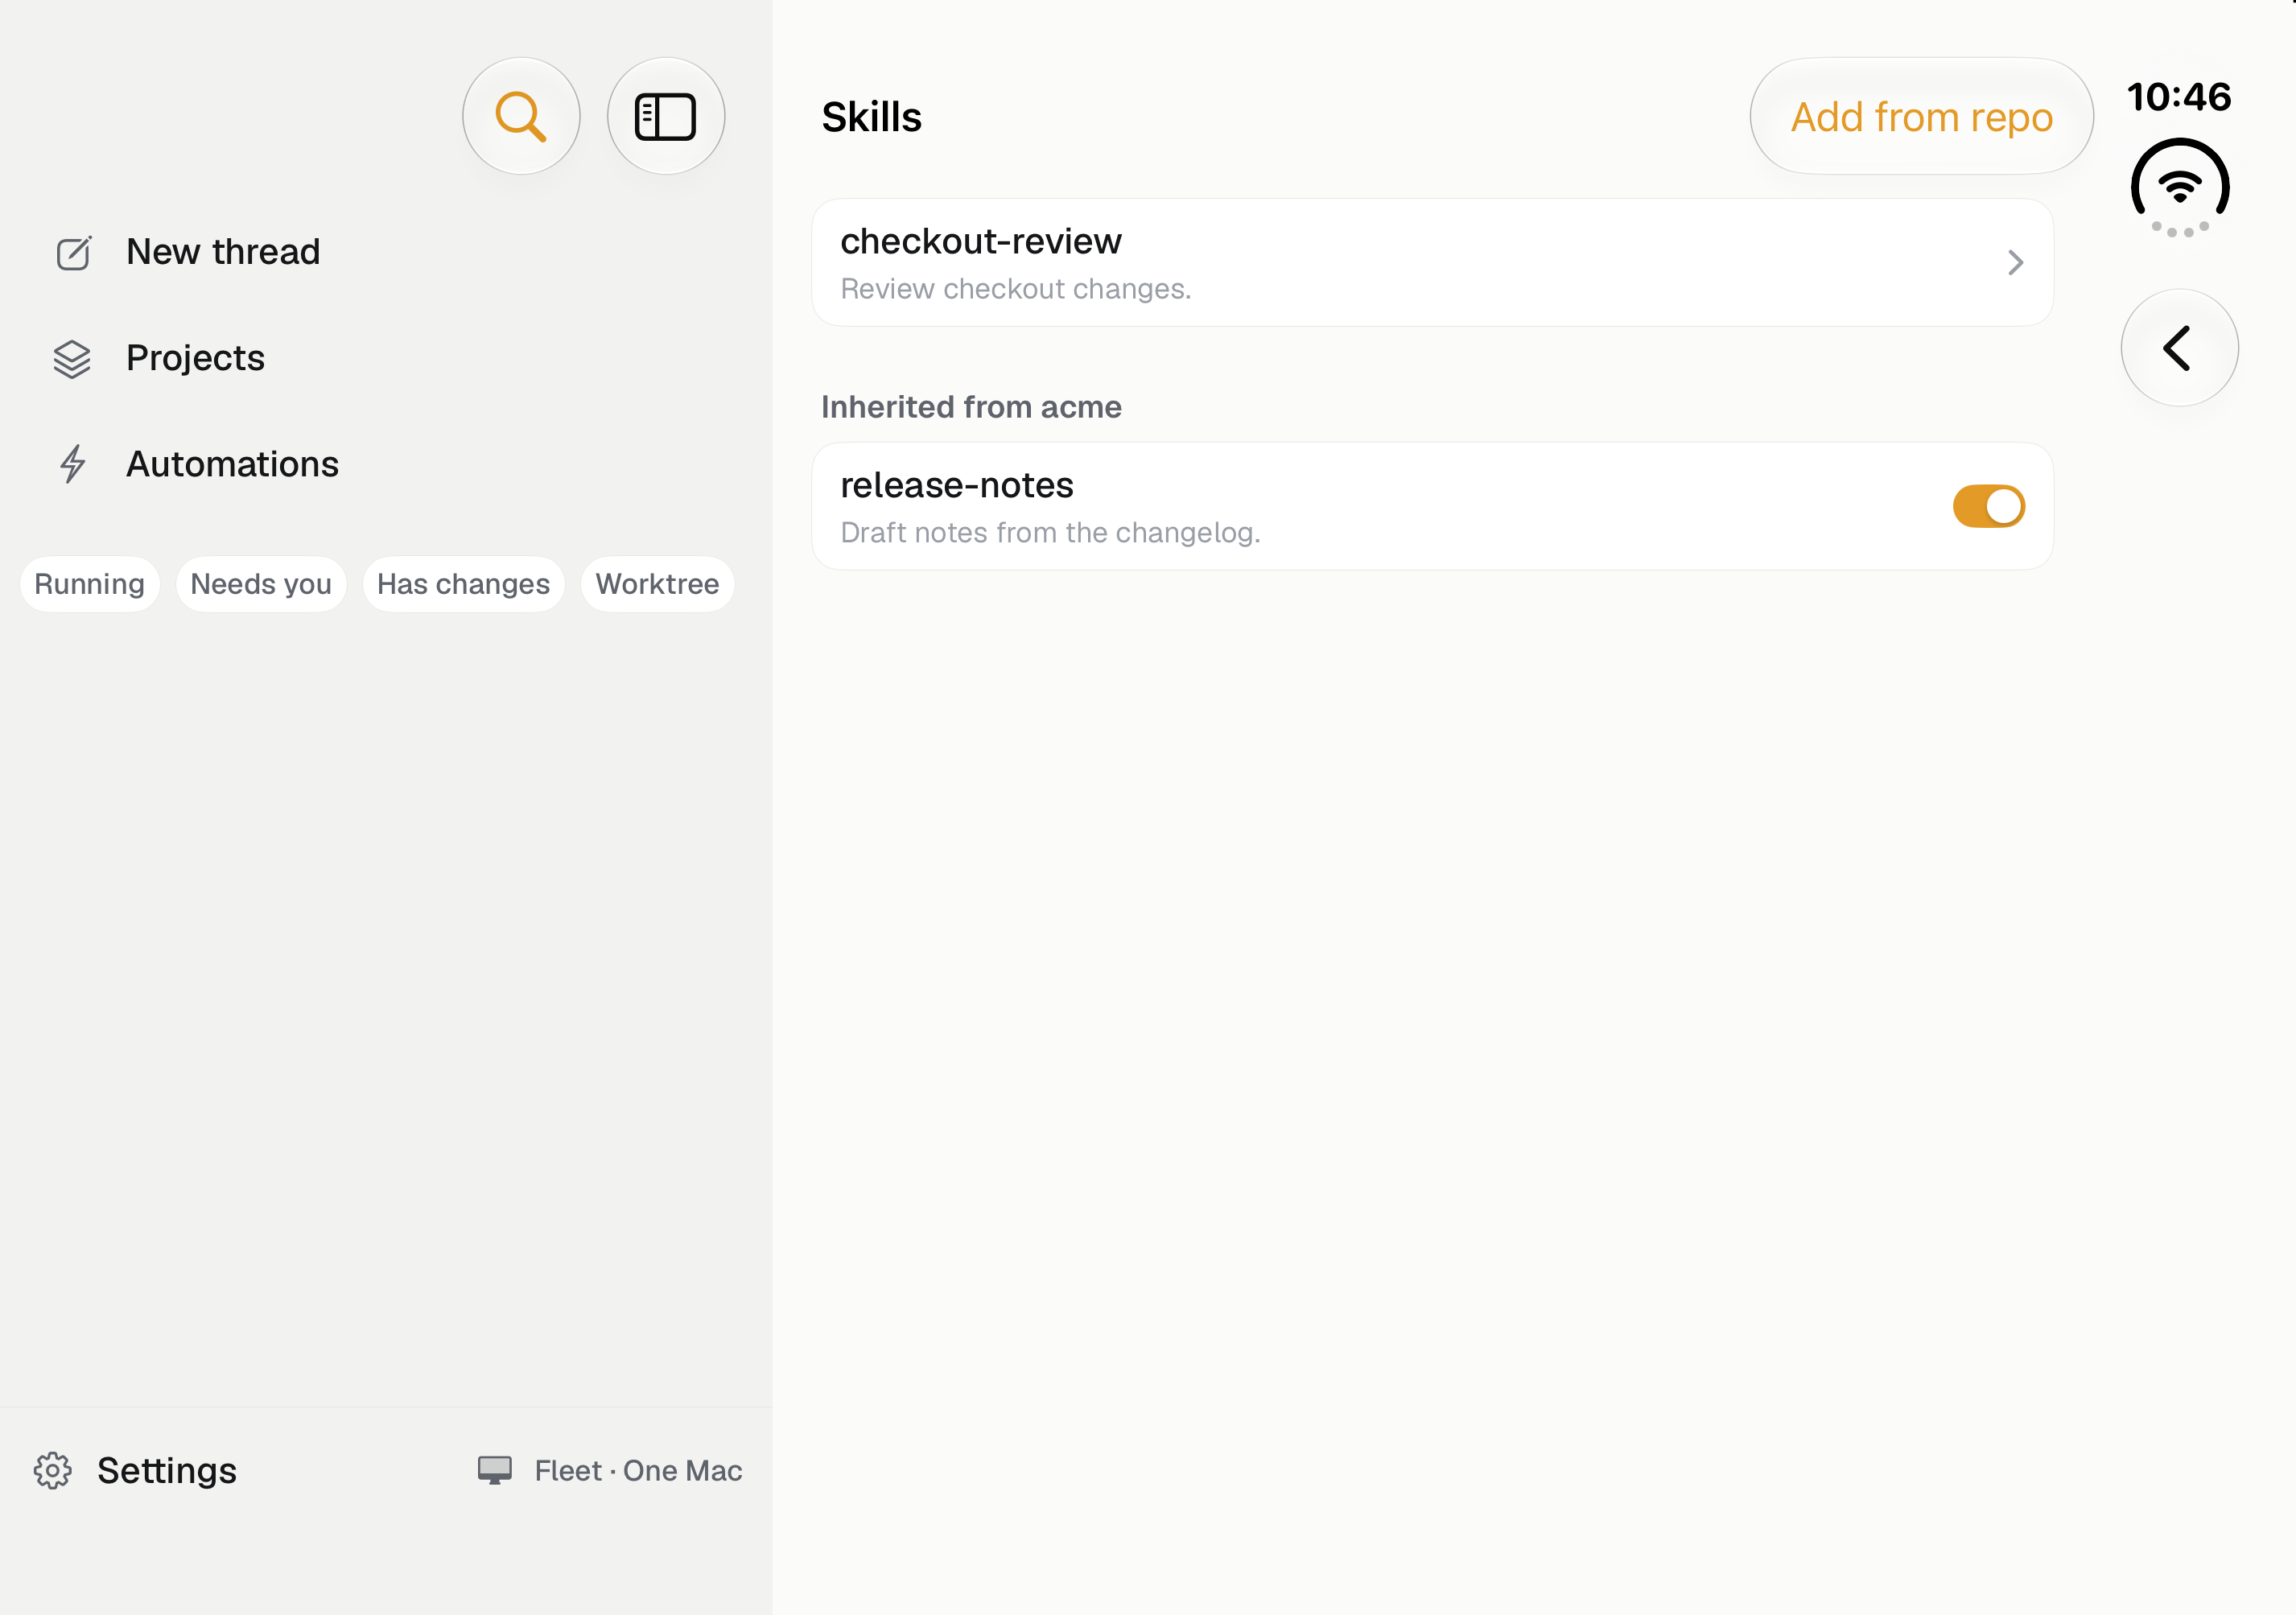 New thread
Projects
Automations
Running
Needs you
Has changes
Worktree
Settings
Fleet · One Mac
Skills
Add from repo
10:46
checkout-review
Review checkout changes.
Inherited from acme
release-notes
Draft notes from the changelog.